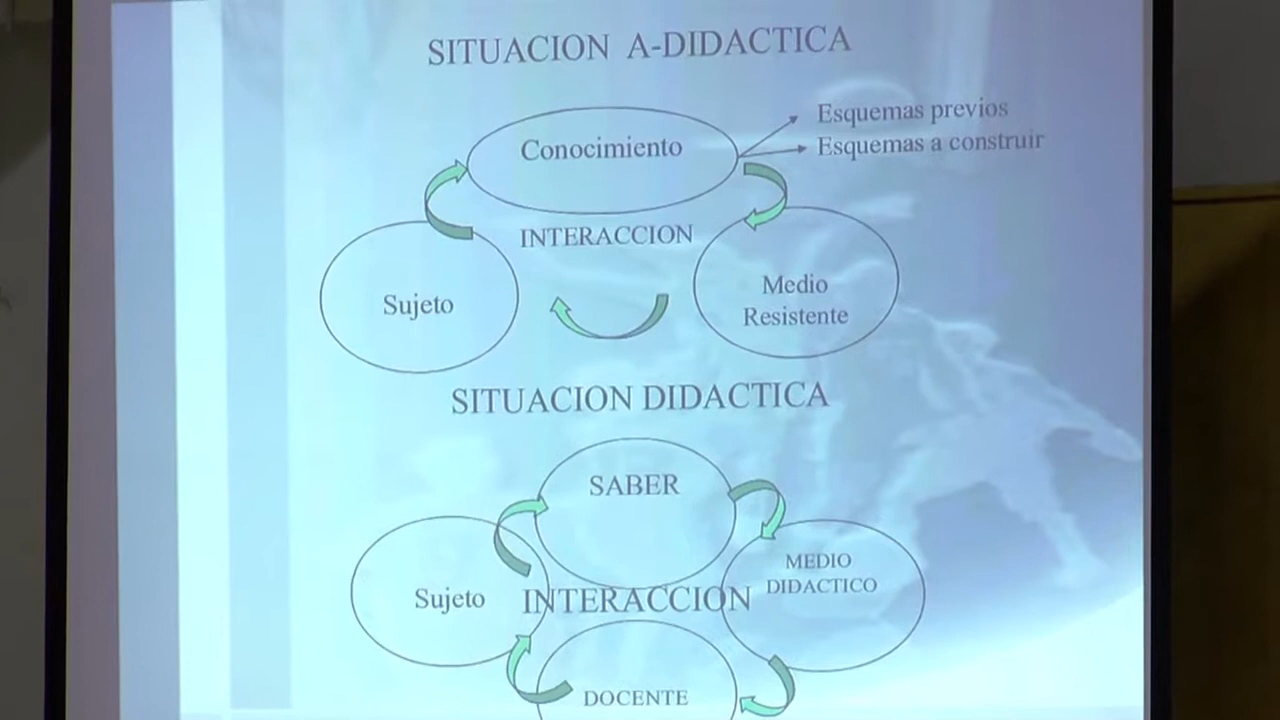 SITUACION A-DIDACTICA
Esquemas previos
Conocimiento
Esquemas a construir
INTERACCION
Sujeto
Medio
Resistente
SITUACION DIDACTICA
SABER
MEDIO
DIDACTICO
Sujeto
INTERACCION
DOCENTE